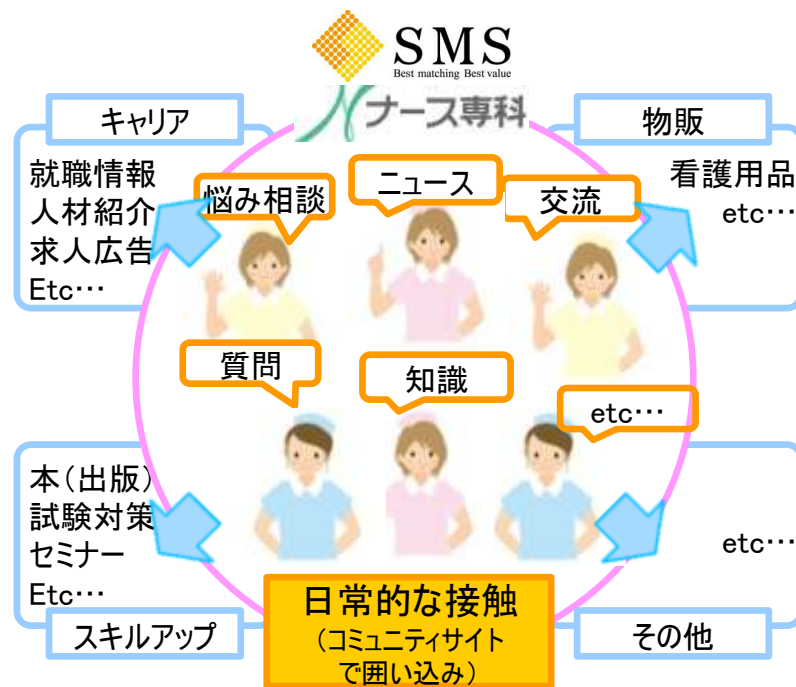 SMS
Best matching Best value
ナース専科
キャリア
就職情報
人材紹介
求人広告
Etc…
物販
看護用品
etc…
悩み相談
ニュース
交流
質問
知識
etc…
本（出版）
試験対策
セミナー
Etc…
スキルアップ
etc…
その他
日常的な接触
（コミュニティサイト
で囲い込み）